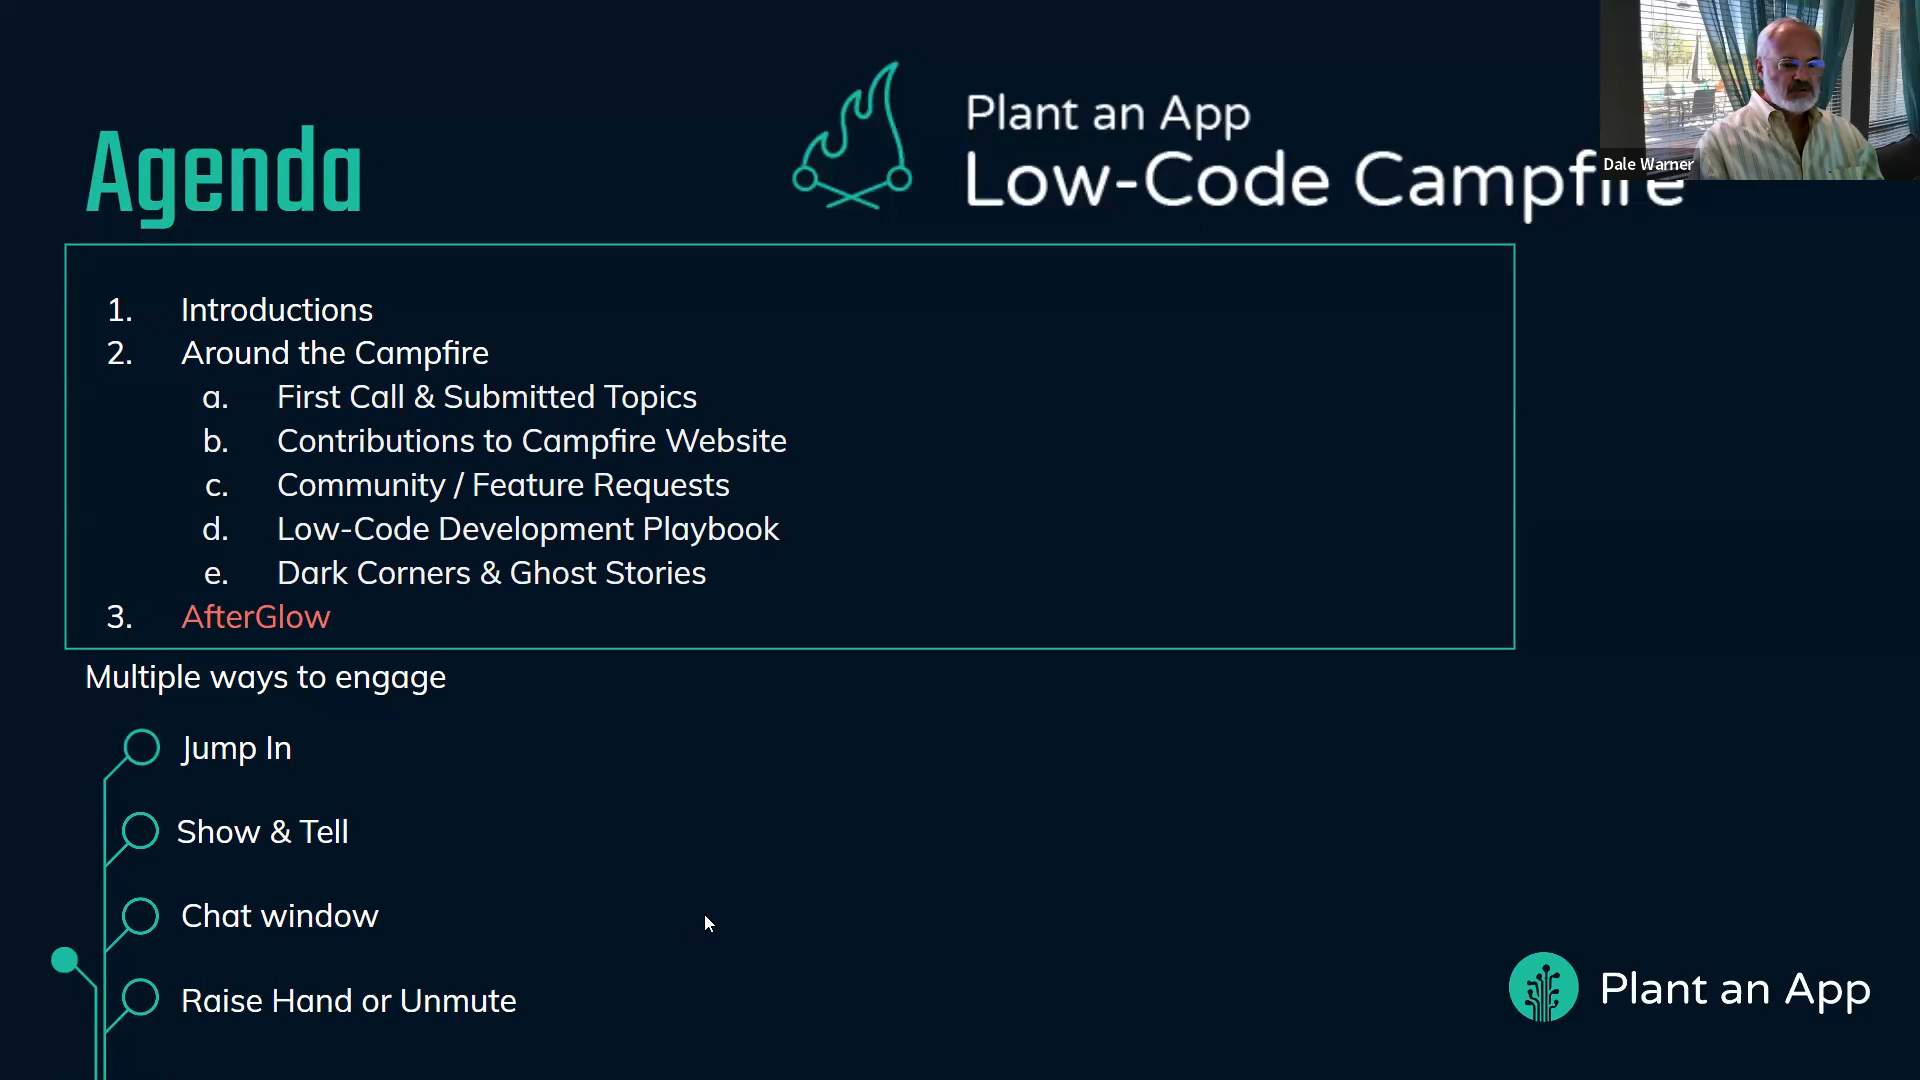 Agenda
Plant an App
Low-Code Campfire
Dale Warner
1. Introductions
2. Around the Campfire
a. First Call & Submitted Topics
b. Contributions to Campfire Website
c. Community / Feature Requests
d. Low-Code Development Playbook
e. Dark Corners & Ghost Stories
3. AfterGlow
Multiple ways to engage
Jump In
Show & Tell
Chat window
Raise Hand or Unmute
Plant an App